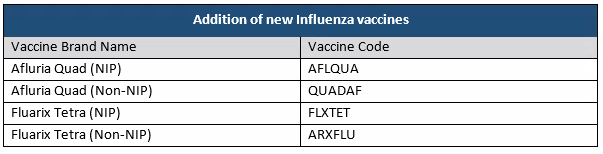 Addition of new Influenza vaccines
Vaccine Brand Name Vaccine Code
Afluria Quad (NIP) AFLQUA
Afluria Quad (Non-NIP) QUADAF
Fluarix Tetra (NIP) FLXTET
Fluarix Tetra (Non-NIP) ARXFLU